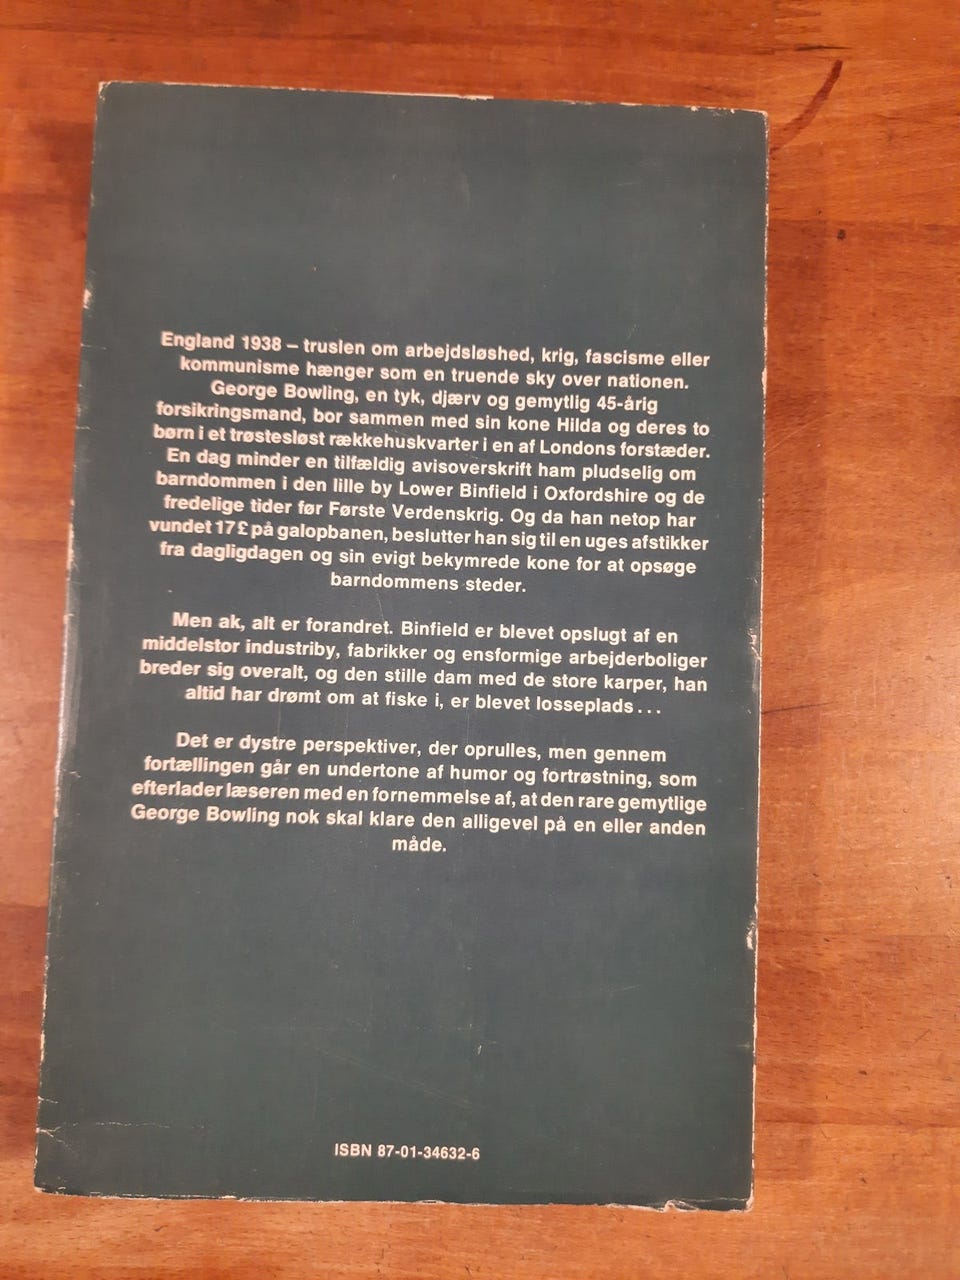 England 1938 – truslen om arbejdsløshed, krig, fascisme eller
kommunisme hænger som en truende sky over nationen.
George Bowling, en tyk, djærv og gemytlig 45-årig
forsikringsmand, bor sammen med sin kone Hilda og deres to
børn i et trøstesløst rækkehuskvarter i en af Londons forstæder.
En dag minder en tilfældig avisoverskrift ham pludselig om
barndommen i den lille by Lower Binfield i Oxfordshire og de
fredelige tider før Første Verdenskrig. Og da han netop har
vundet 17£ på galopbanen, beslutter han sig til en uges afstikker
fra dagligdagen og sin evigt bekymrede kone for at opsøge
barndommens steder.
Men ak, alt er forandret. Binfield er blevet opslugt af en
middelstor industriby, fabrikker og ensformige arbejderboliger
breder sig overalt, og den stille dam med de store karper, han
altid har drømt om at fiske i, er blevet losseplads...
Det er dystre perspektiver, der oprulles, men gennem
fortællingen går en undertone af humor og fortrøstning, som
efterlader læseren med en fornemmelse af, at den rare gemytlige
George Bowling nok skal klare den alligevel på en eller anden
måde.
ISBN 87-01-34632-6